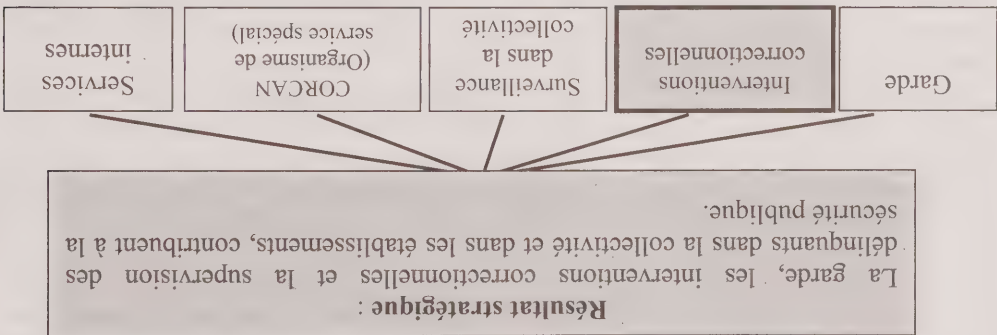 Résultat stratégique :
La garde, les interventions correctionnelles et la supervision des
délinquants dans la collectivité et dans les établissements, contribuent à la
sécurité publique.
Garde
Interventions
correctionnelles
Surveillance
dans la
collectivité
CORCAN
(Organisme de
service spécial)
Services
internes